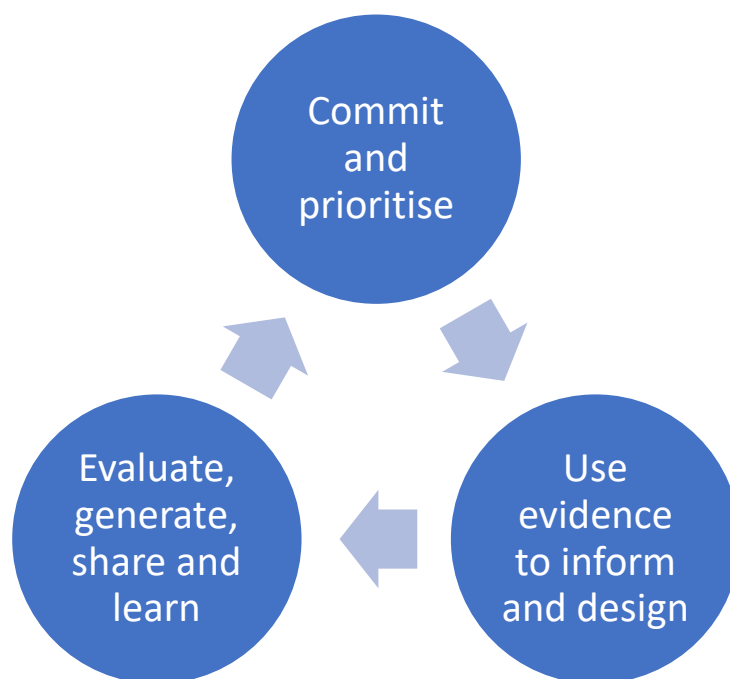 Commit
and
prioritise
Use
evidence
to inform
and design
Evaluate,
generate,
share and
learn